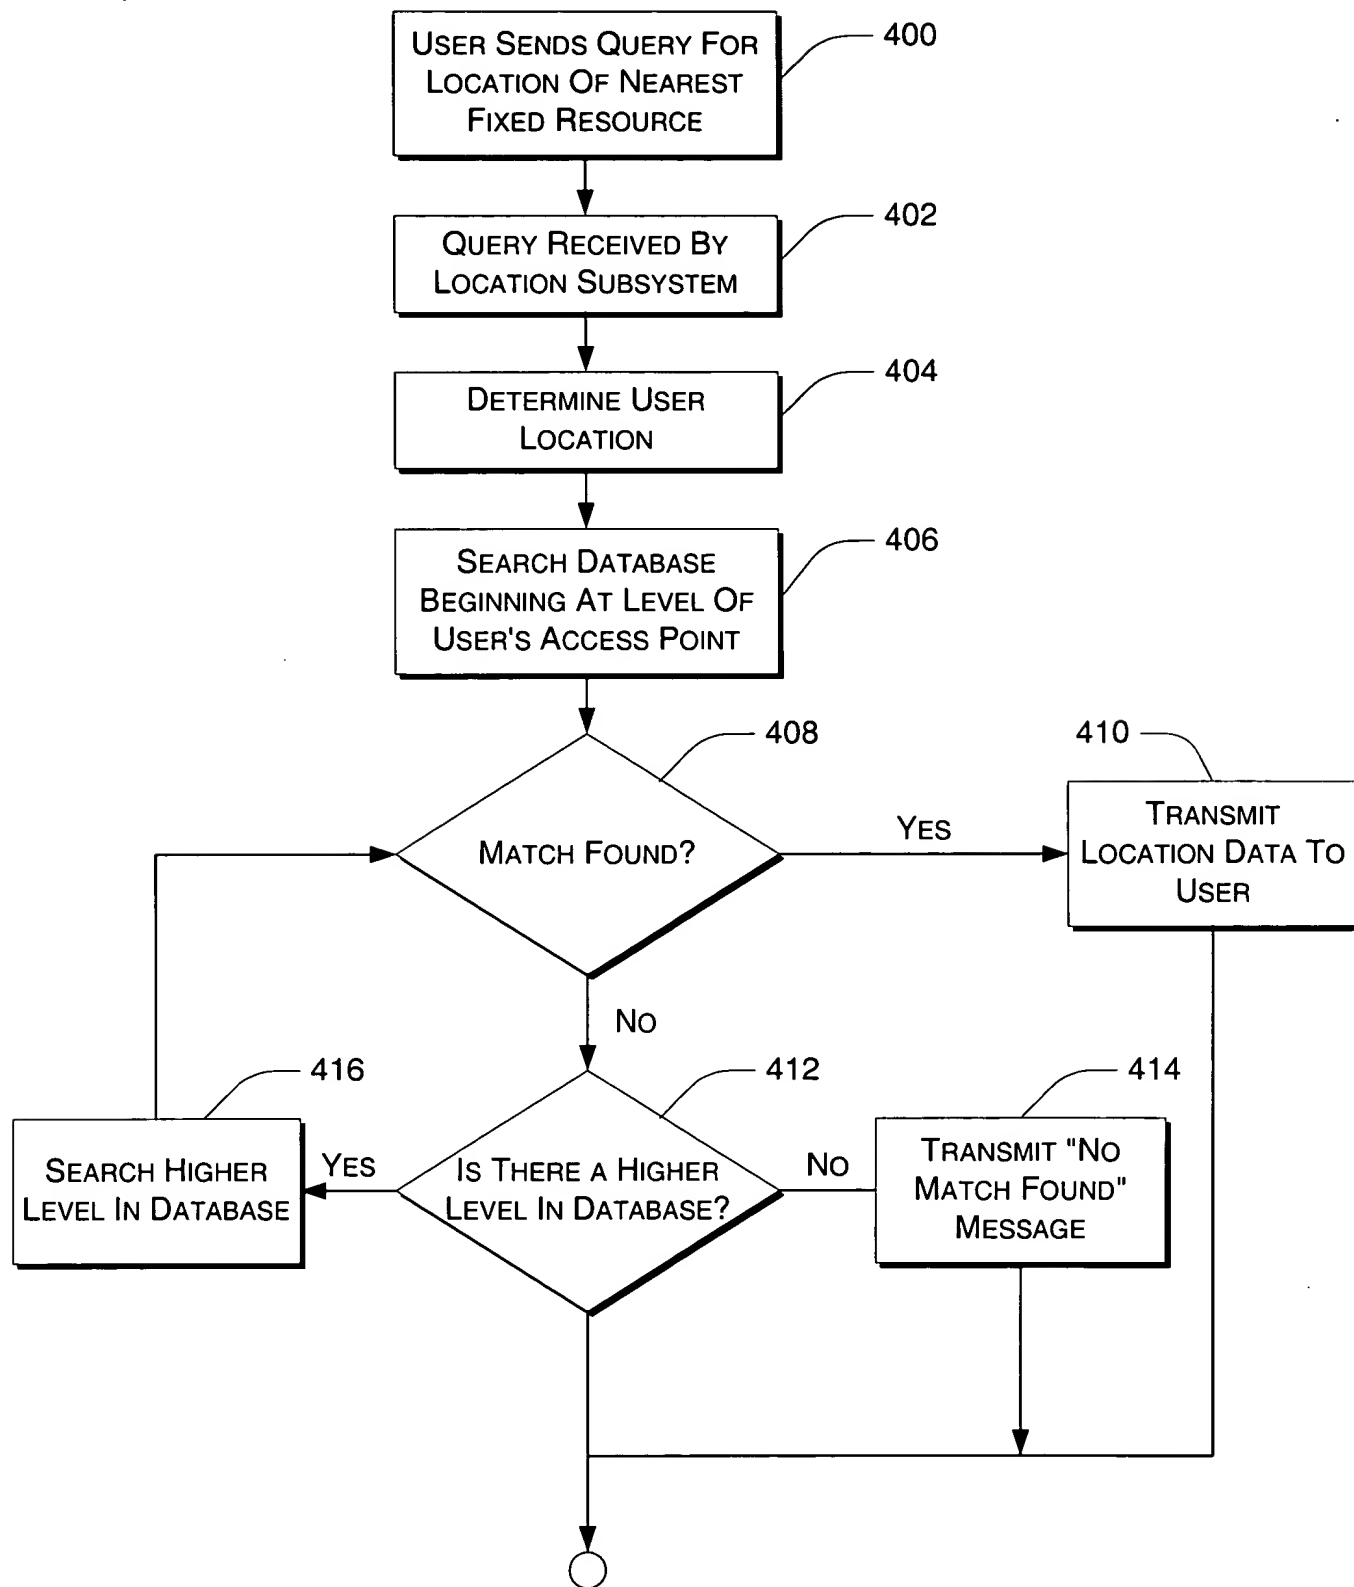 USER SENDS QUERY FOR
LOCATION OF NEAREST
FIXED RESOURCE
400
QUERY RECEIVED BY
LOCATION SUBSYSTEM
402
DETERMINE USER
LOCATION
404
SEARCH DATABASE
BEGINNING AT LEVEL OF
USER'S ACCESS POINT
406
MATCH FOUND?
408
YES
TRANSMIT
LOCATION DATA TO
USER
410
NO
IS THERE A HIGHER
LEVEL IN DATABASE?
412
YES
SEARCH HIGHER
LEVEL IN DATABASE
416
NO
TRANSMIT "NO
MATCH FOUND"
MESSAGE
414